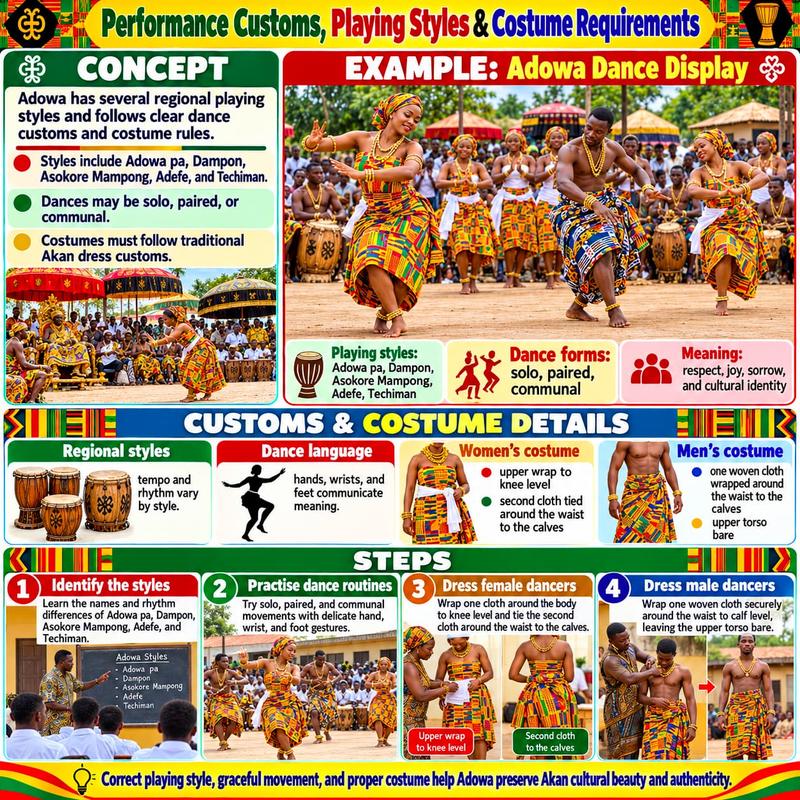 Performance Customs, Playing Styles & Costume Requirements
CONCEPT
Adowa has several regional playing
styles and follows clear dance
customs and costume rules.
Styles include Adowa pa, Dampon,
Asokore Mampong, Adefe, and Techiman.
Dances may be solo, paired, or
communal.
Costumes must follow traditional
Akan dress customs.
EXAMPLE: Adowa Dance Display
Playing styles:
Adowa pa, Dampon,
Asokore Mampong,
Adefe, Techiman
Dance forms:
solo, paired,
communal
Meaning:
respect, joy, sorrow,
and cultural identity
CUSTOMS & COSTUME DETAILS
Regional styles
tempo and
rhythm vary
by style.
Dance language
hands, wrists, and
feet communicate
meaning.
Women's costume
upper wrap to
knee level
second cloth tied
around the waist
to the calves
Men's costume
one woven cloth
wrapped around
the waist to the
calves
upper torso
bare
STEPS
1 Identify the styles
Learn the names and rhythm
differences of Adowa pa, Dampon,
Asokore Mampong, Adefe, and
Techiman.
Adowa Styles
- Adowa pa
- Dampon
- Asokore Mampong
- Adefe
- Techiman
2 Practise dance routines
Try solo, paired, and communal
movements with delicate hand,
wrist, and foot gestures.
3 Dress female dancers
Wrap one cloth around the body
to knee level and tie the second
cloth around the waist to the calves.
Upper wrap
to knee level
Second cloth
to the calves
4 Dress male dancers
Wrap one woven cloth securely
around the waist to calf level,
leaving the upper torso bare.
Correct playing style, graceful movement, and proper costume help Adowa preserve Akan cultural beauty and authenticity.